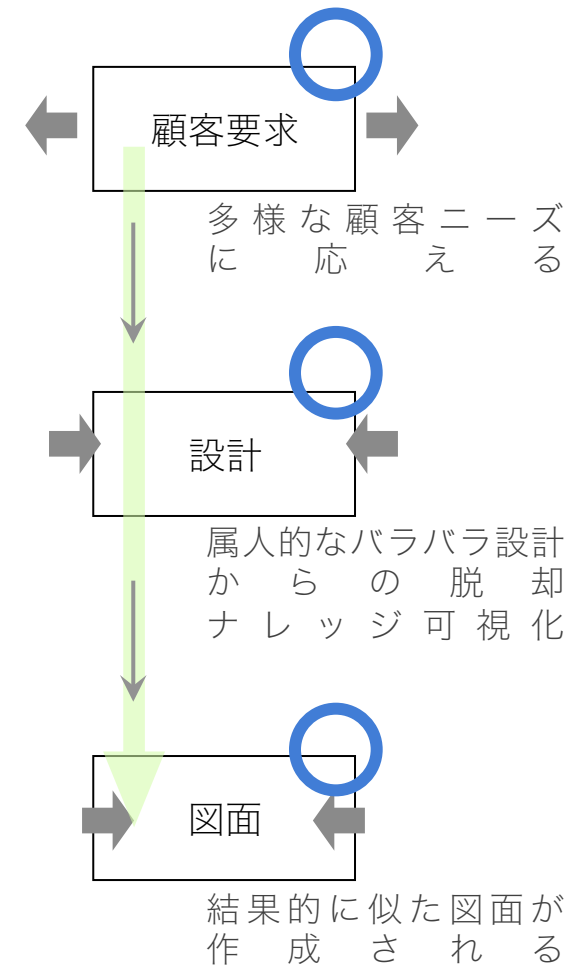 顧客要求
多様な顧客ニーズ
に応える
設計
属人的なバラバラ設計
からの脱却
ナレッジ可視化
図面
結果的に似た図面が
作成される